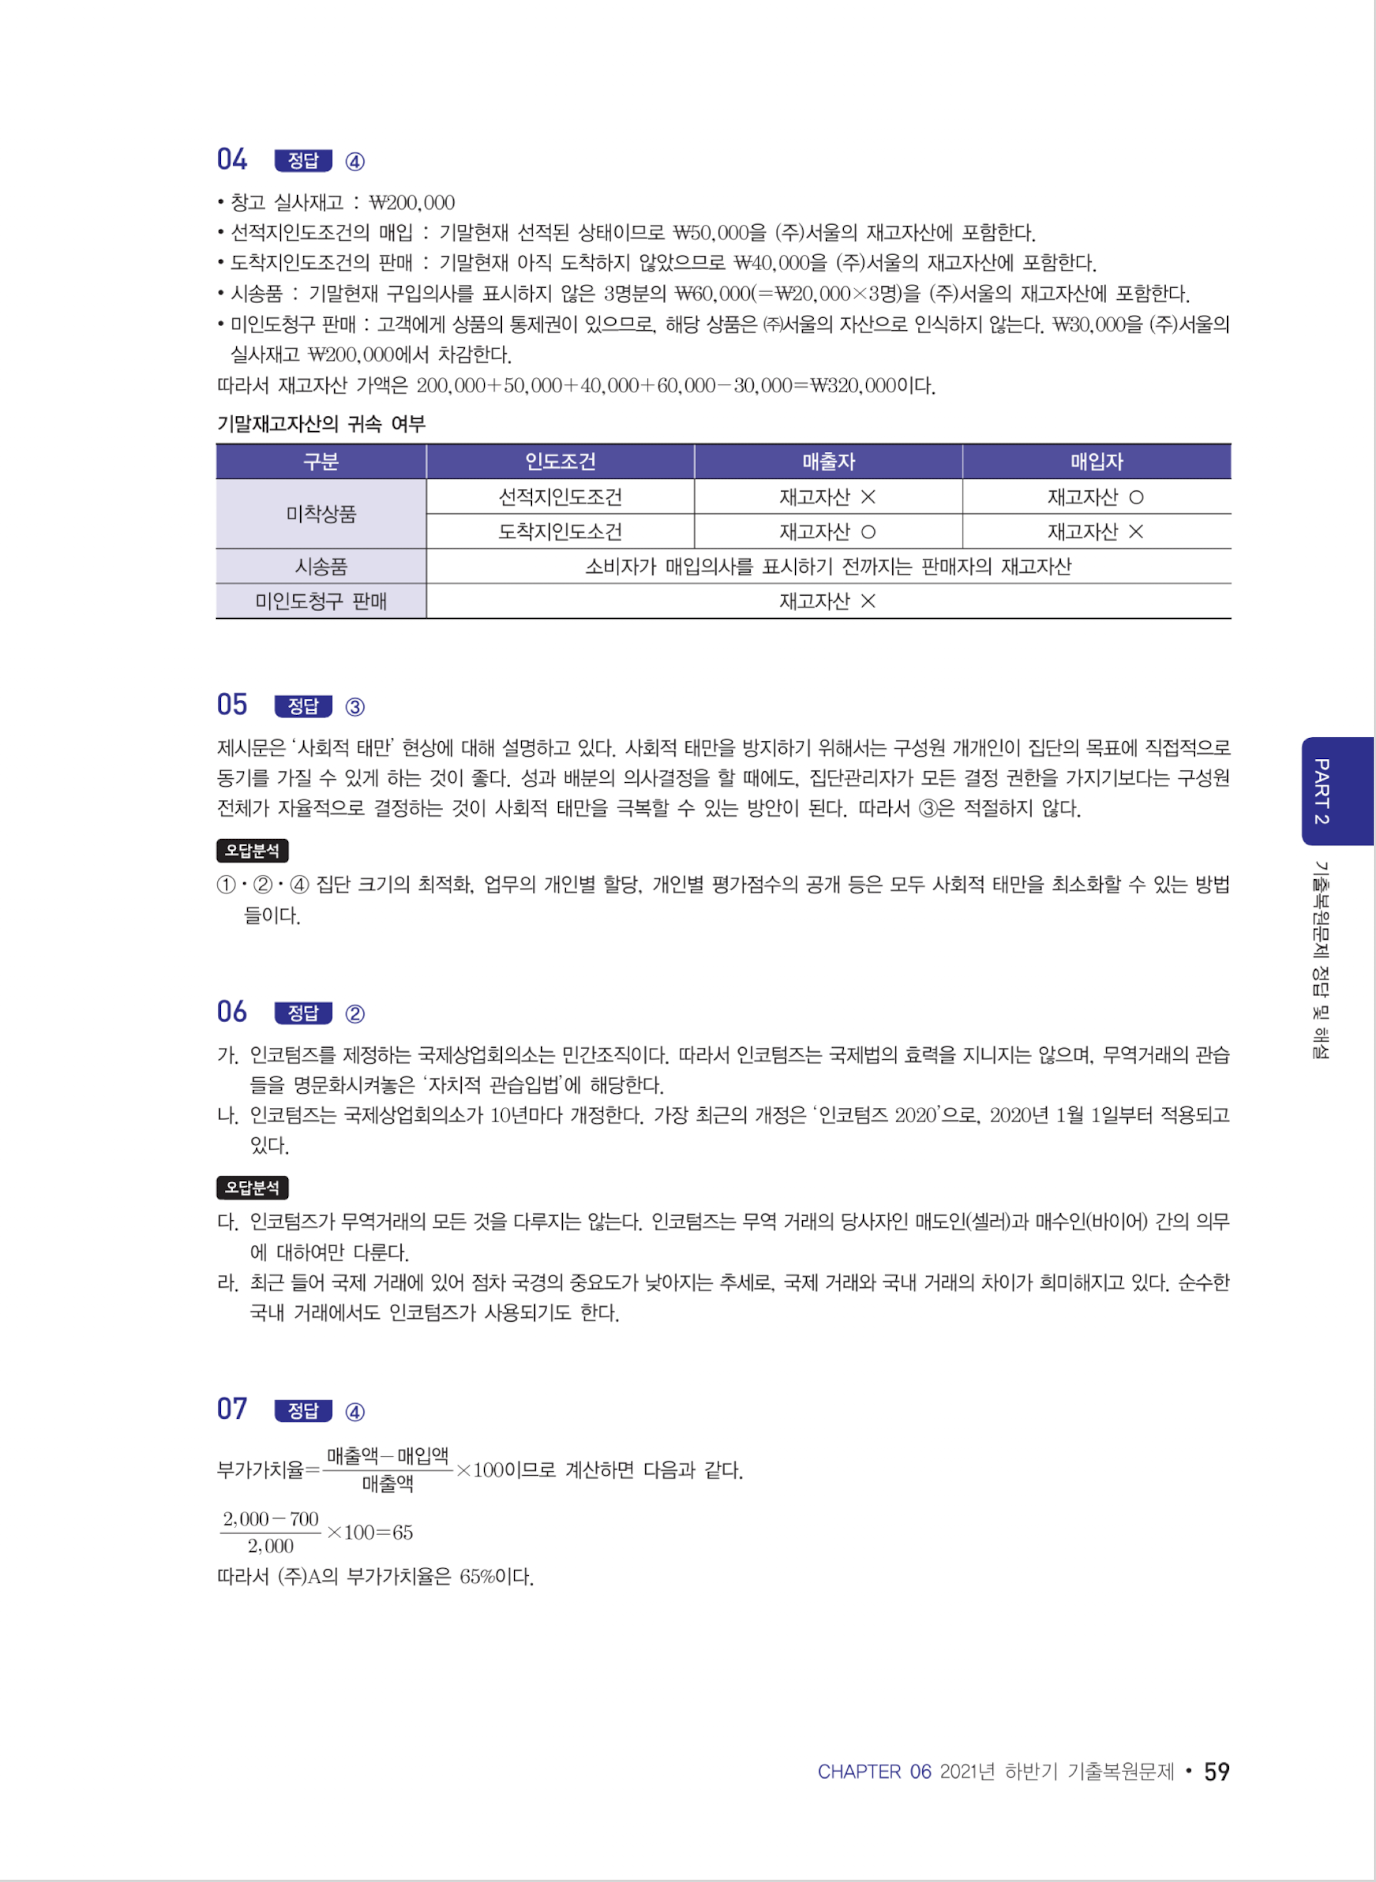 04 정답 ④
• 창고 실사재고 : ₩200,000
• 선적지인도조건의 매입 : 기말현재 선적된 상태이므로 ₩50,000을 (주)서울의 재고자산에 포함한다.
• 도착지인도조건의 판매 : 기말현재 아직 도착하지 않았으므로 ₩40,000을 (주)서울의 재고자산에 포함한다.
• 시송품 : 기말현재 구입의사를 표시하지 않은 3명분의 ₩60,000(=₩20,000×3명)을 (주)서울의 재고자산에 포함한다.
• 미인도청구 판매 : 고객에게 상품의 통제권이 있으므로, 해당 상품은 ㈜서울의 자산으로 인식하지 않는다. ₩30,000을 (주)서울의
실사재고 ₩200,000에서 차감한다.
따라서 재고자산 가액은 200,000+50,000+40,000+60,000-30,000=₩320,000이다.
기말재고자산의 귀속 여부
구분 인도조건 매출자 매입자
미착상품 선적지인도조건 재고자산 × 재고자산 ○
도착지인도소건 재고자산 ○ 재고자산 ×
시송품 소비자가 매입의사를 표시하기 전까지는 판매자의 재고자산
미인도청구 판매 재고자산 ×
05 정답 ③
제시문은 ‘사회적 태만’ 현상에 대해 설명하고 있다. 사회적 태만을 방지하기 위해서는 구성원 개개인이 집단의 목표에 직접적으로
동기를 가질 수 있게 하는 것이 좋다. 성과 배분의 의사결정을 할 때에도, 집단관리자가 모든 결정 권한을 가지기보다는 구성원
전체가 자율적으로 결정하는 것이 사회적 태만을 극복할 수 있는 방안이 된다. 따라서 ③은 적절하지 않다.
오답분석
①·②·④ 집단 크기의 최적화, 업무의 개인별 할당, 개인별 평가점수의 공개 등은 모두 사회적 태만을 최소화할 수 있는 방법
들이다.
06 정답 ②
가. 인코텀즈를 제정하는 국제상업회의소는 민간조직이다. 따라서 인코텀즈는 국제법의 효력을 지니지는 않으며, 무역거래의 관습
들을 명문화시켜놓은 ‘자치적 관습입법’에 해당한다.
나. 인코텀즈는 국제상업회의소가 10년마다 개정한다. 가장 최근의 개정은 ‘인코텀즈 2020’으로, 2020년 1월 1일부터 적용되고
있다.
오답분석
다. 인코텀즈가 무역거래의 모든 것을 다루지는 않는다. 인코텀즈는 무역 거래의 당사자인 매도인(셀러)과 매수인(바이어) 간의 의무
에 대하여만 다룬다.
라. 최근 들어 국제 거래에 있어 점차 국경의 중요도가 낮아지는 추세로, 국제 거래와 국내 거래의 차이가 희미해지고 있다. 순수한
국내 거래에서도 인코텀즈가 사용되기도 한다.
07 정답 ④
부가가치율=매출액-매입액/매출액×100이므로 계산하면 다음과 같다.
2,000-700/2,000×100=65
따라서 (주)A의 부가가치율은 65%이다.
PART 2 기출복원문제 정답 및 해설
CHAPTER 06 2021년 하반기 기출복원문제 • 59